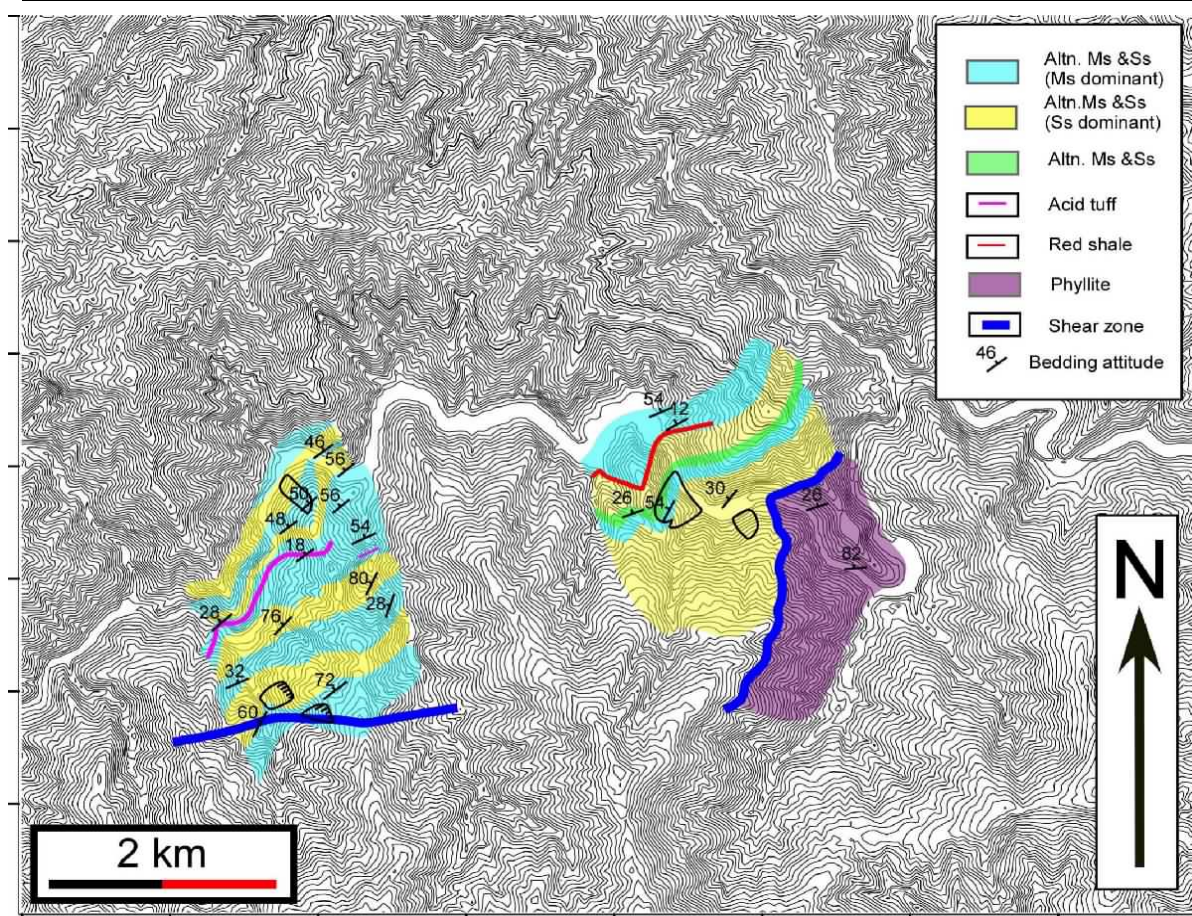 Altn. Ms &Ss
(Ms dominant)
Altn.Ms &Ss
(Ss dominant)
Altn. Ms &Ss
Acid tuff
Red shale
Phyllite
Shear zone
46
Bedding attitude
54
12
46
56
50
56
48
54
18
26
54
30
26
82
80
28
28
76
32
72
60
N
2 km